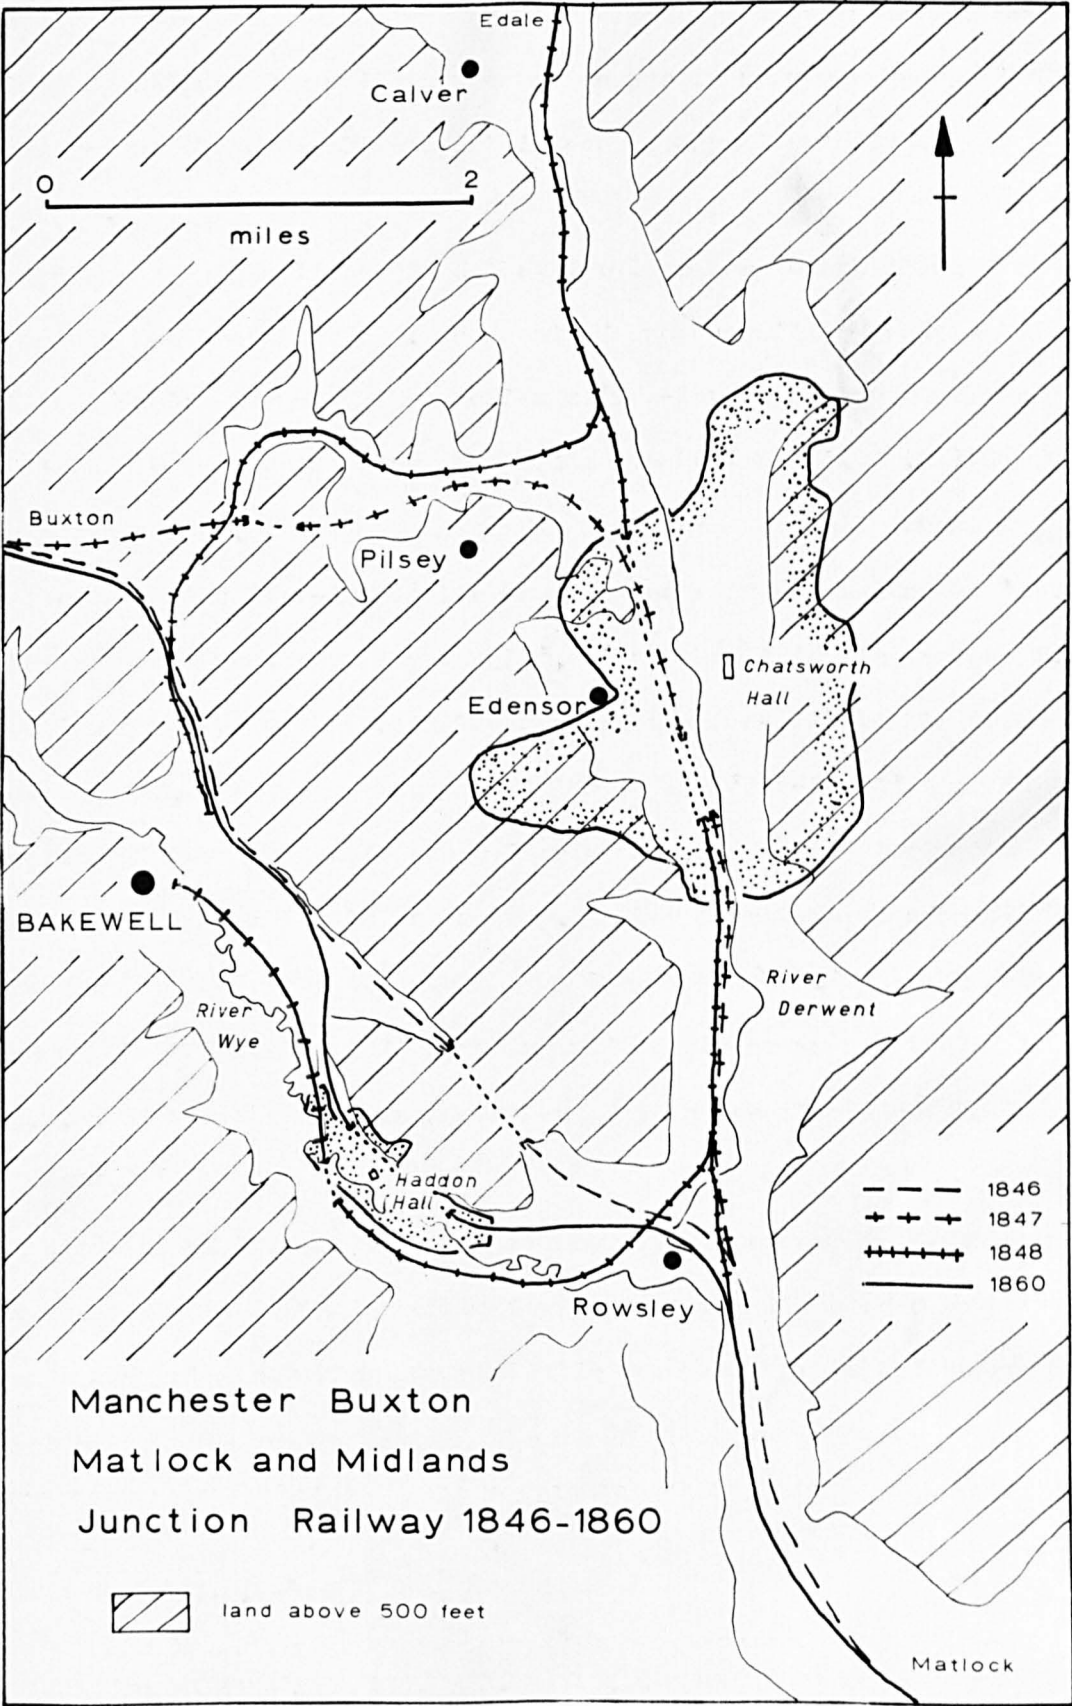 Edale
Calver
0 2
miles
Buxton
Pilsey
Chatsworth
Hall
Edensor
BAKEWELL
River
Derwent
River
Wye
Haddon
Hall
1846
1847
1848
1860
Rowsley
Manchester Buxton
Matlock and Midlands
Junction Railway 1846-1860
land above 500 feet
Matlock